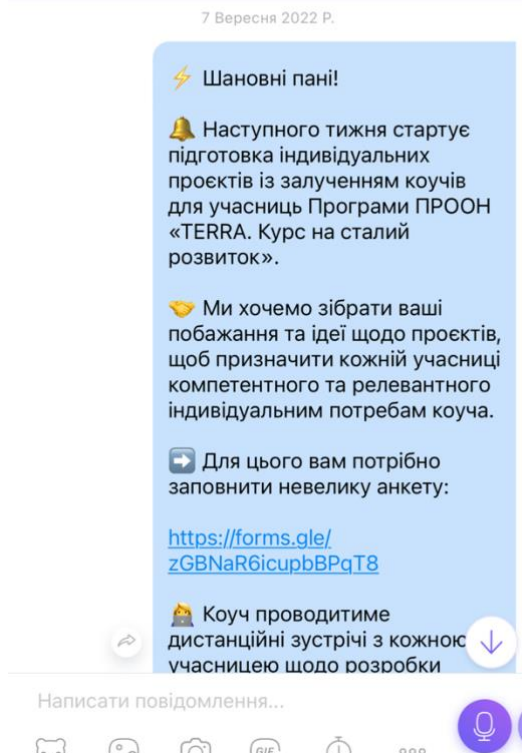 7 Вересня 2022 Р.
⚡ Шановні пані!
🔔 Наступного тижня стартує
підготовка індивідуальних
проєктів із залученням коучів
для учасниць Програми ПРООН
«TERRA. Курс на сталий
розвиток».
🤝 Ми хочемо зібрати ваші
побажання та ідеї щодо проєктів,
щоб призначити кожній учасниці
компетентного та релевантного
індивідуальним потребам коуча.
➡️ Для цього вам потрібно
заповнити невелику анкету:
https://forms.gle/
zGBNaR6icupbBPqT8
👩‍💻 Коуч проводитиме
дистанційні зустрічі з кожною
учасницею щодо розробки
Написати повідомлення...
GIF